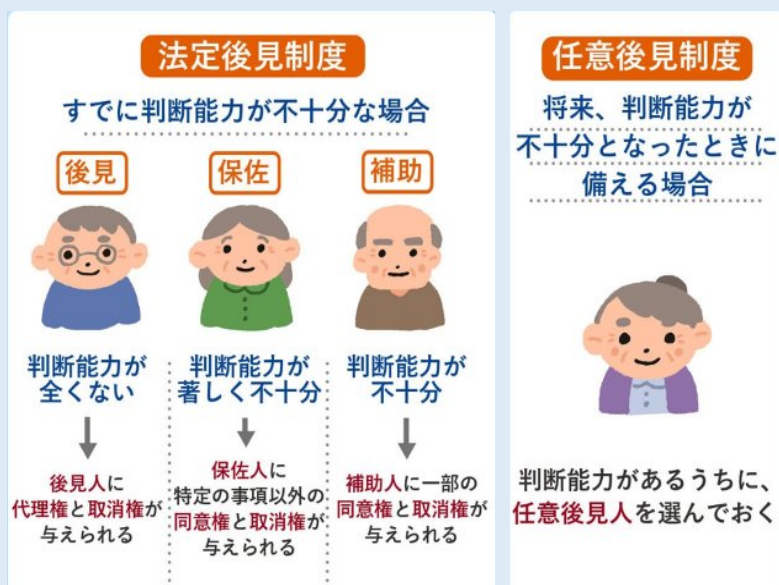 法定後見制度
すでに判断能力が不十分な場合
後見
保佐
補助
判断能力が
全くない
後見人に
代理権と取消権が
与えられる
判断能力が
著しく不十分
保佐人に
特定の事項以外の
同意権と取消権が
与えられる
判断能力が
不十分
補助人に一部の
同意権と取消権が
与えられる
任意後見制度
将来、判断能力が
不十分となったときに
備える場合
判断能力があるうちに、
任意後見人を選んでおく